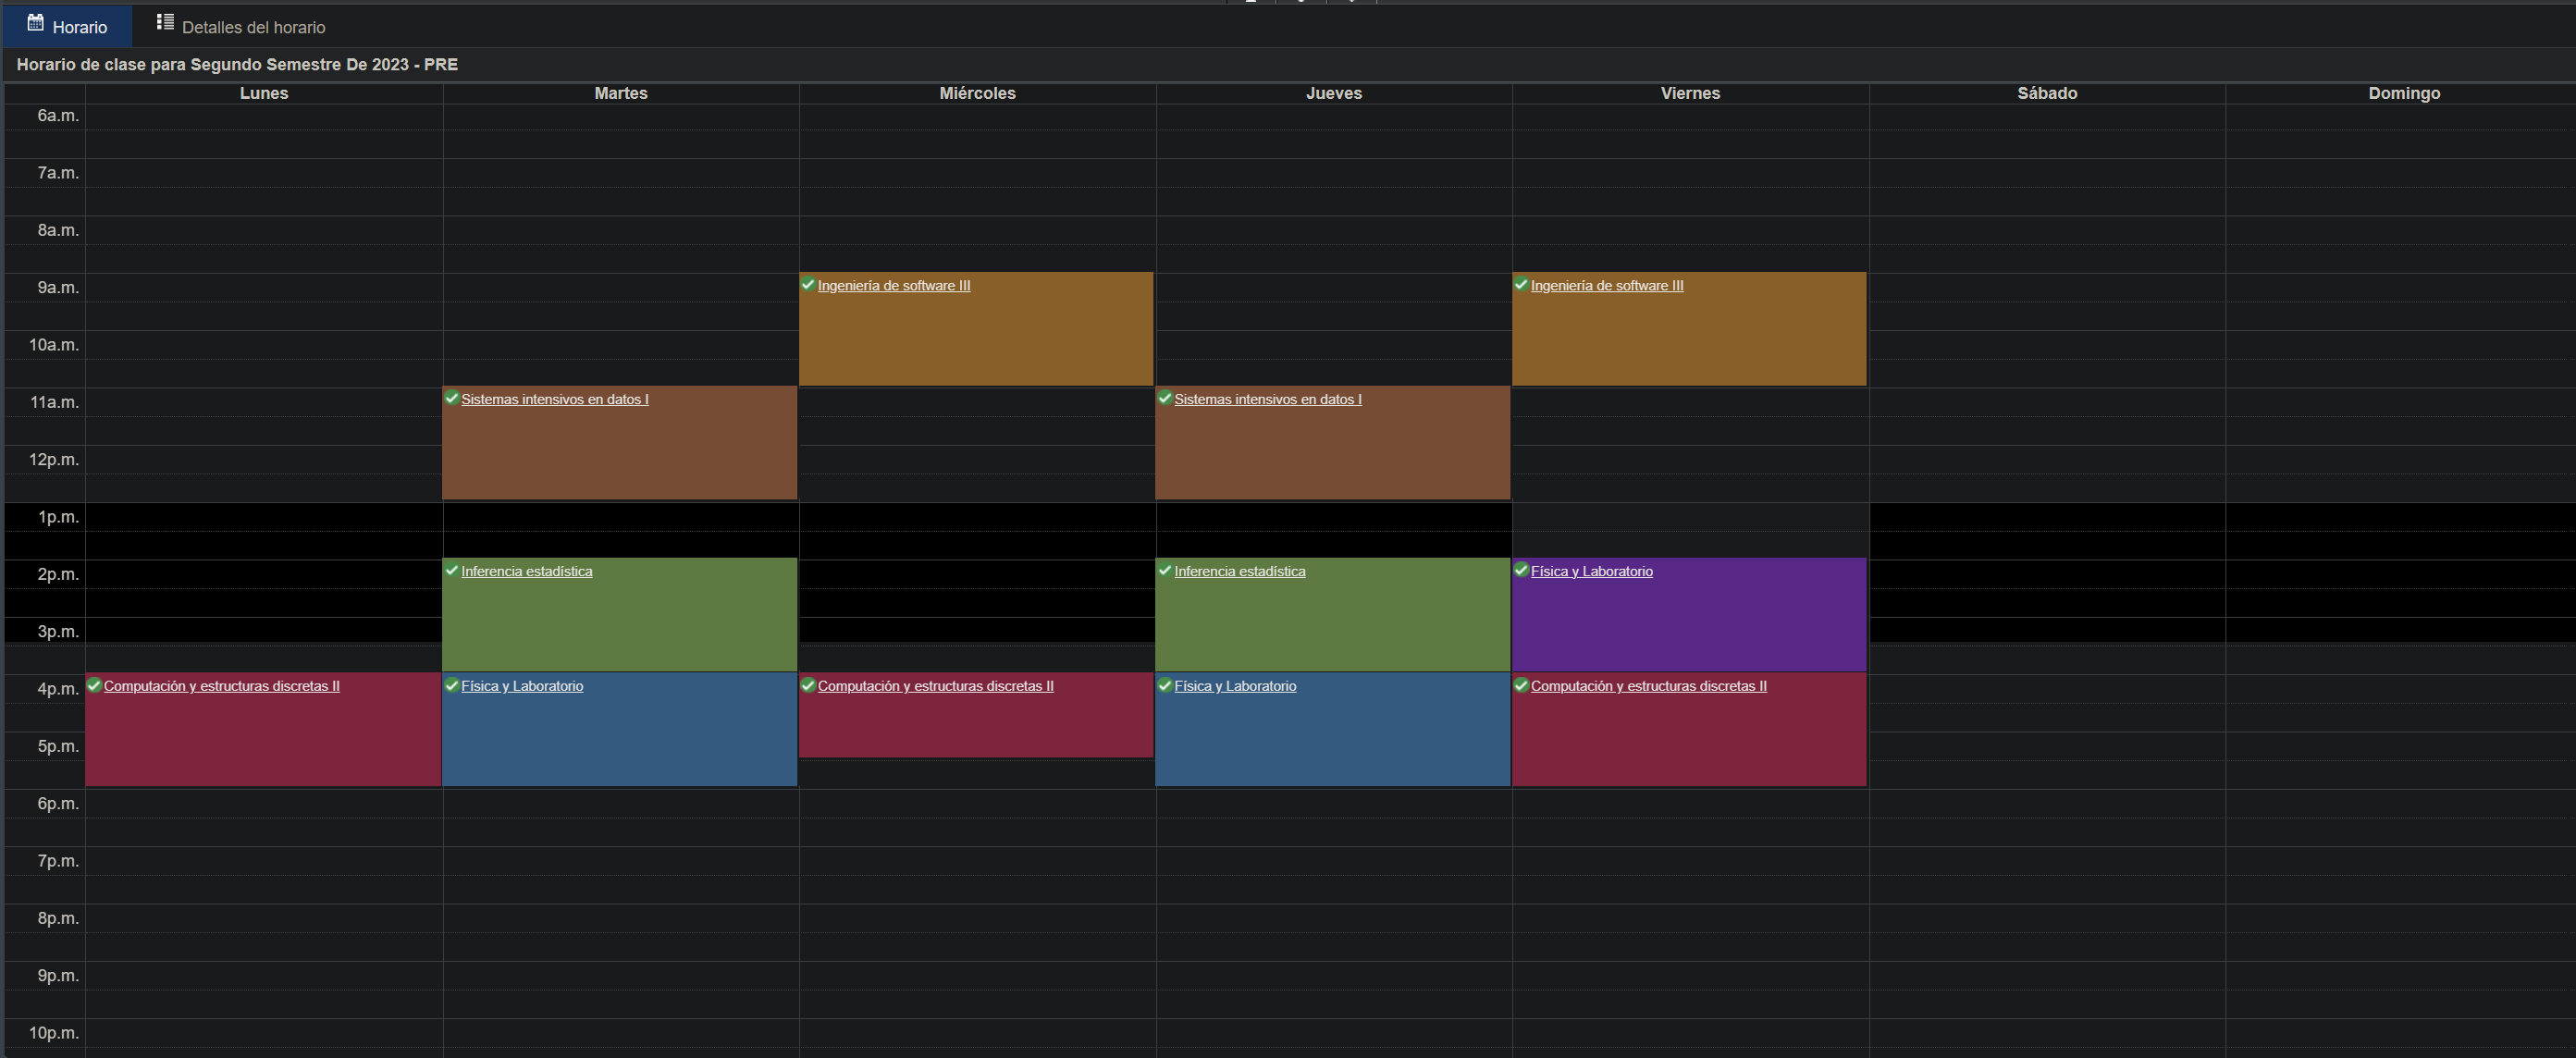 Horario
Detalles del horario
Horario de clase para Segundo Semestre De 2023 - PRE
Lunes Martes Miércoles Jueves Viernes Sábado Domingo
6a.m.
7a.m.
8a.m.
9a.m. Ingeniería de software III Ingeniería de software III
10a.m.
11a.m. Sistemas intensivos en datos I Sistemas intensivos en datos I
12p.m.
1p.m.
2p.m. Inferencia estadística Inferencia estadística Física y Laboratorio
3p.m.
4p.m. Computación y estructuras discretas II Física y Laboratorio Computación y estructuras discretas II Física y Laboratorio Computación y estructuras discretas II
5p.m.
6p.m.
7p.m.
8p.m.
9p.m.
10p.m.